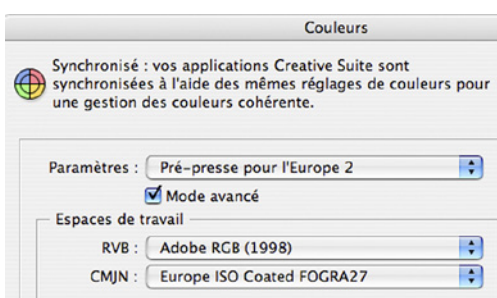 Couleurs
Synchronisé : vos applications Creative Suite sont
synchronisées à l'aide des mêmes réglages de couleurs pour
une gestion des couleurs cohérente.
Paramètres : Pré-presse pour l'Europe 2
Mode avancé
Espaces de travail
RVB : Adobe RGB (1998)
CMJN : Europe ISO Coated FOGRA27